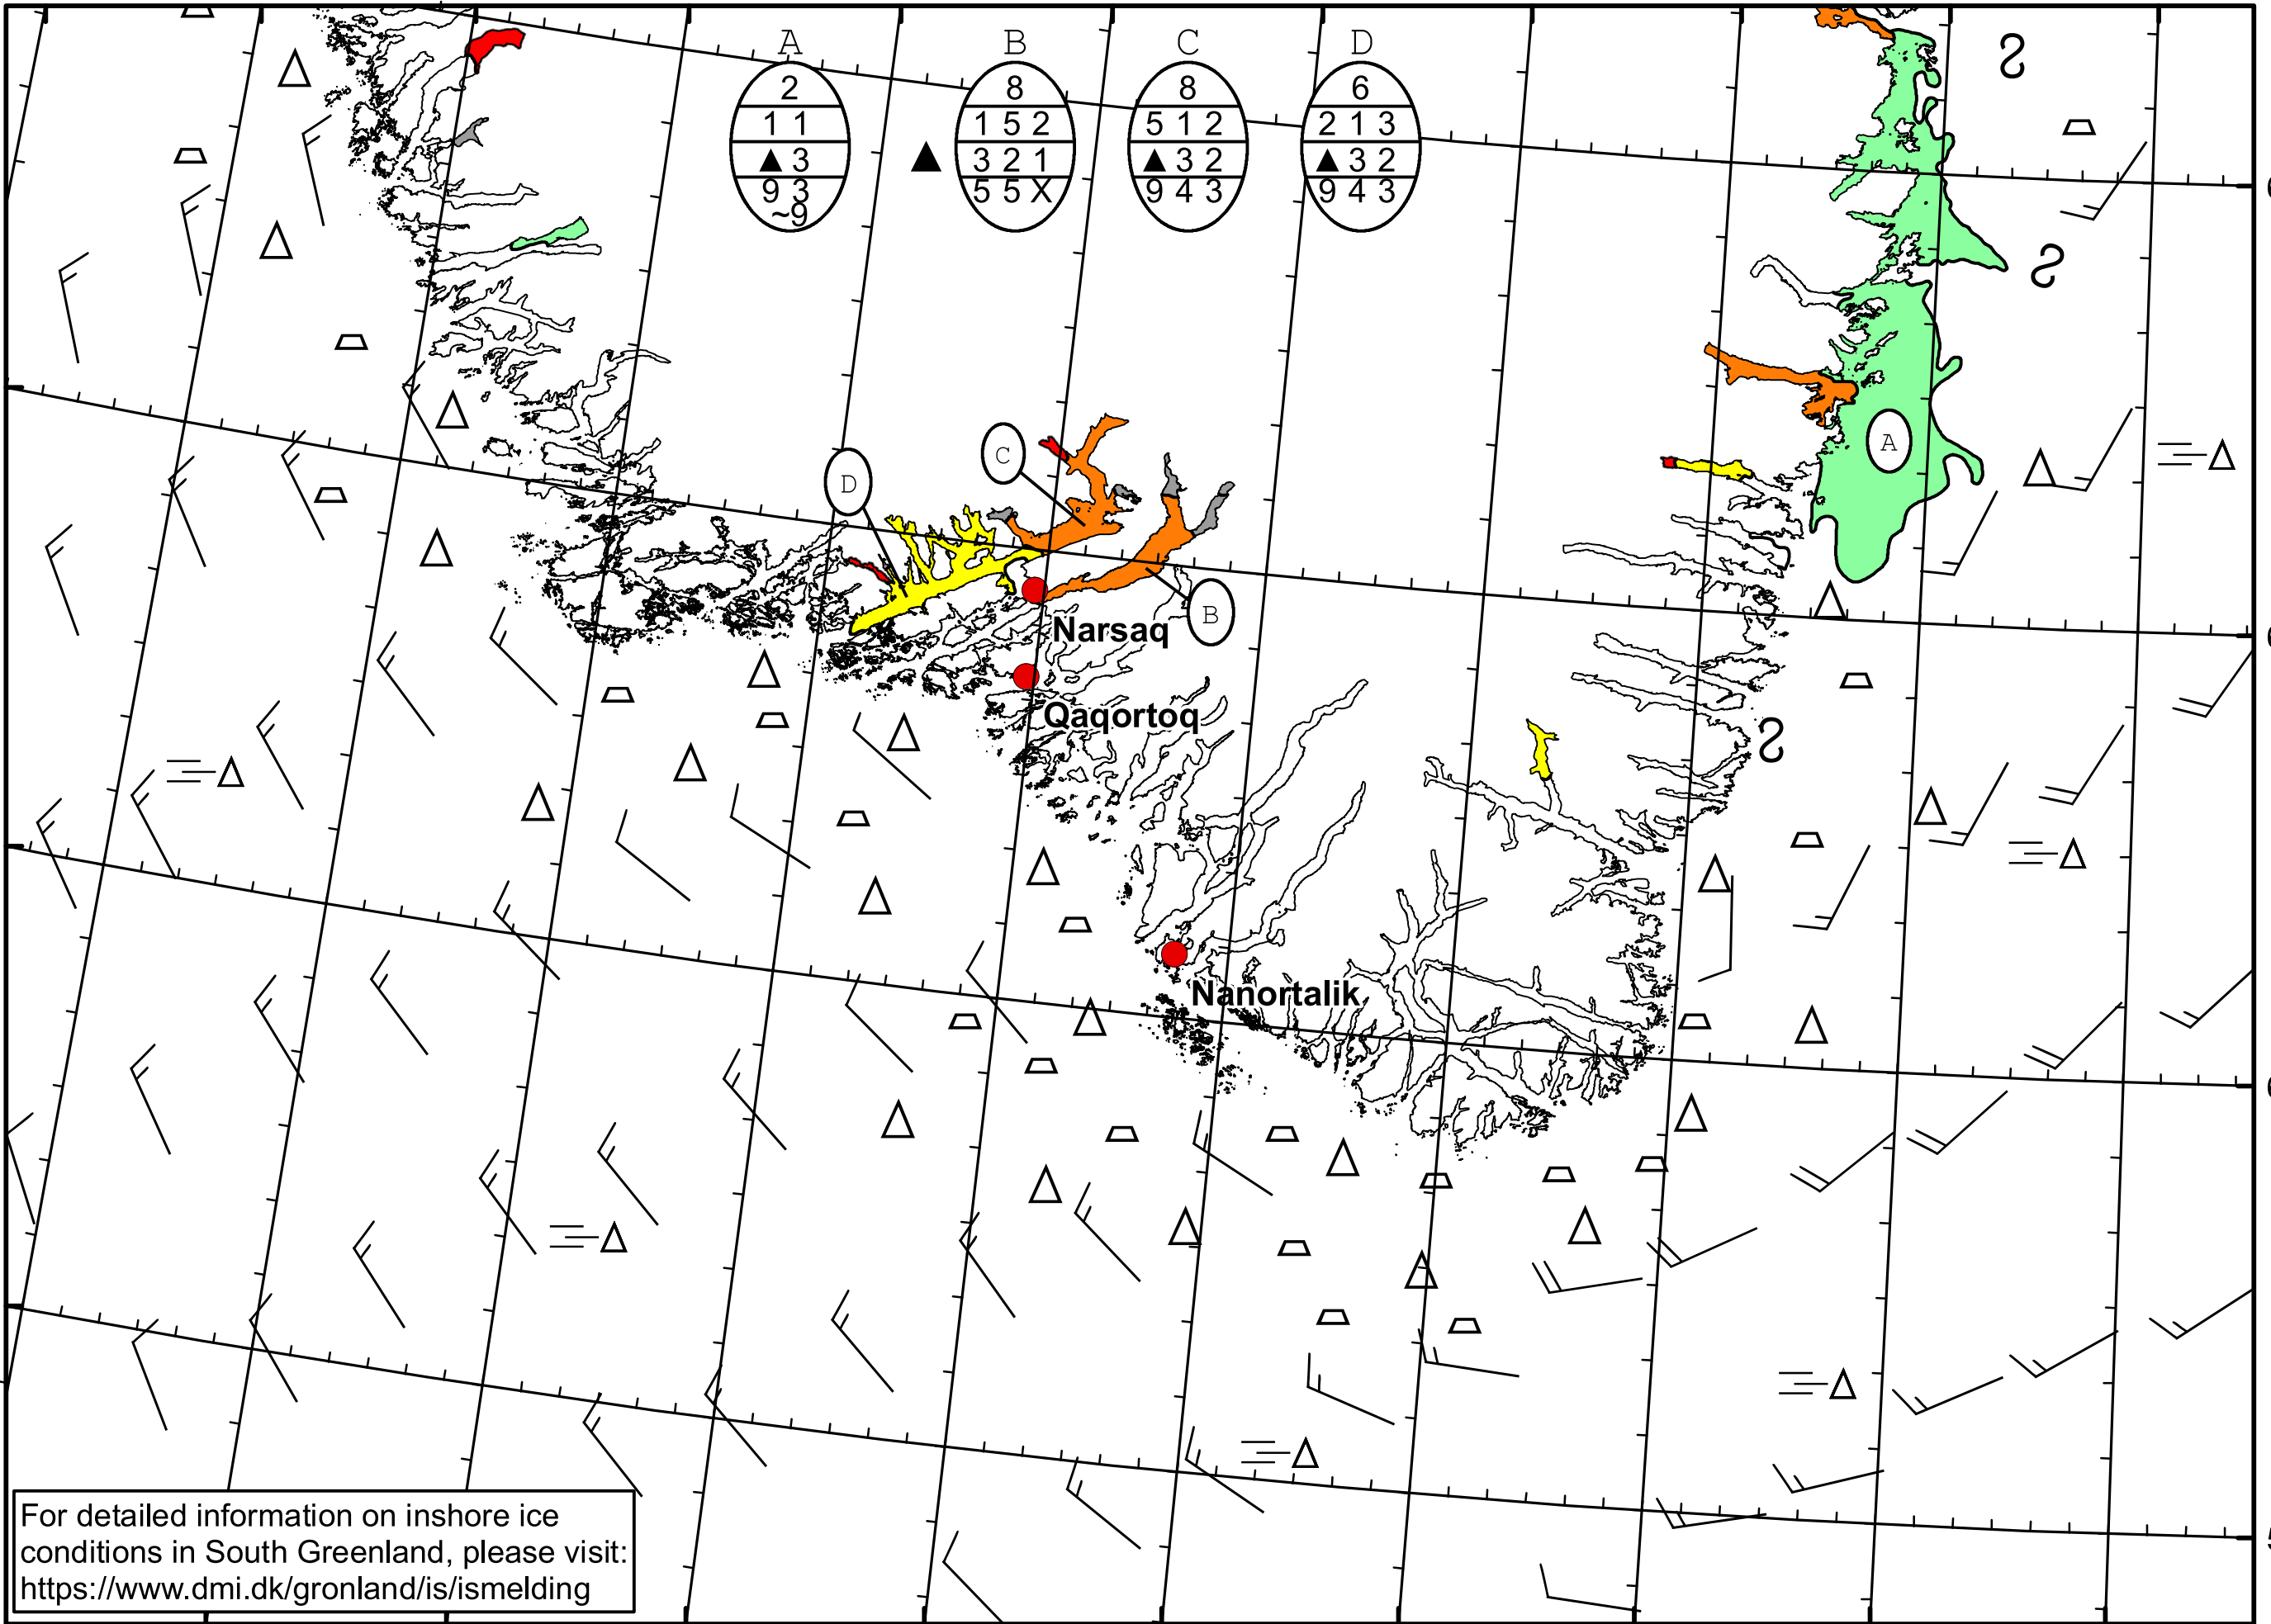 A B C D
2 8 8 6
1 1 1 5 2 5 1 2 2 1 3
▲ 3 ▲ 3 2 1 ▲ 3 2 ▲ 3 2
9 3 5 5 X 9 4 3 9 4 3
~9
A
C
D
B
Narsaq
Qaqortoq
Nanortalik
For detailed information on inshore ice
conditions in South Greenland, please visit:
https://www.dmi.dk/gronland/is/ismelding